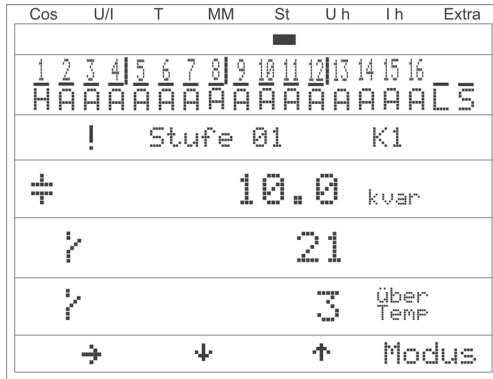 Cos U/I T MM St U h I h Extra
1 2 3 4|5 6 7 8|9 10 11 12|13 14 15 16
H A A A A A A A A A A A A A A A C S
! Stufe 01 K1
10.0 kvar
21
3 über
Temp
→ ↓ ↑ Modus